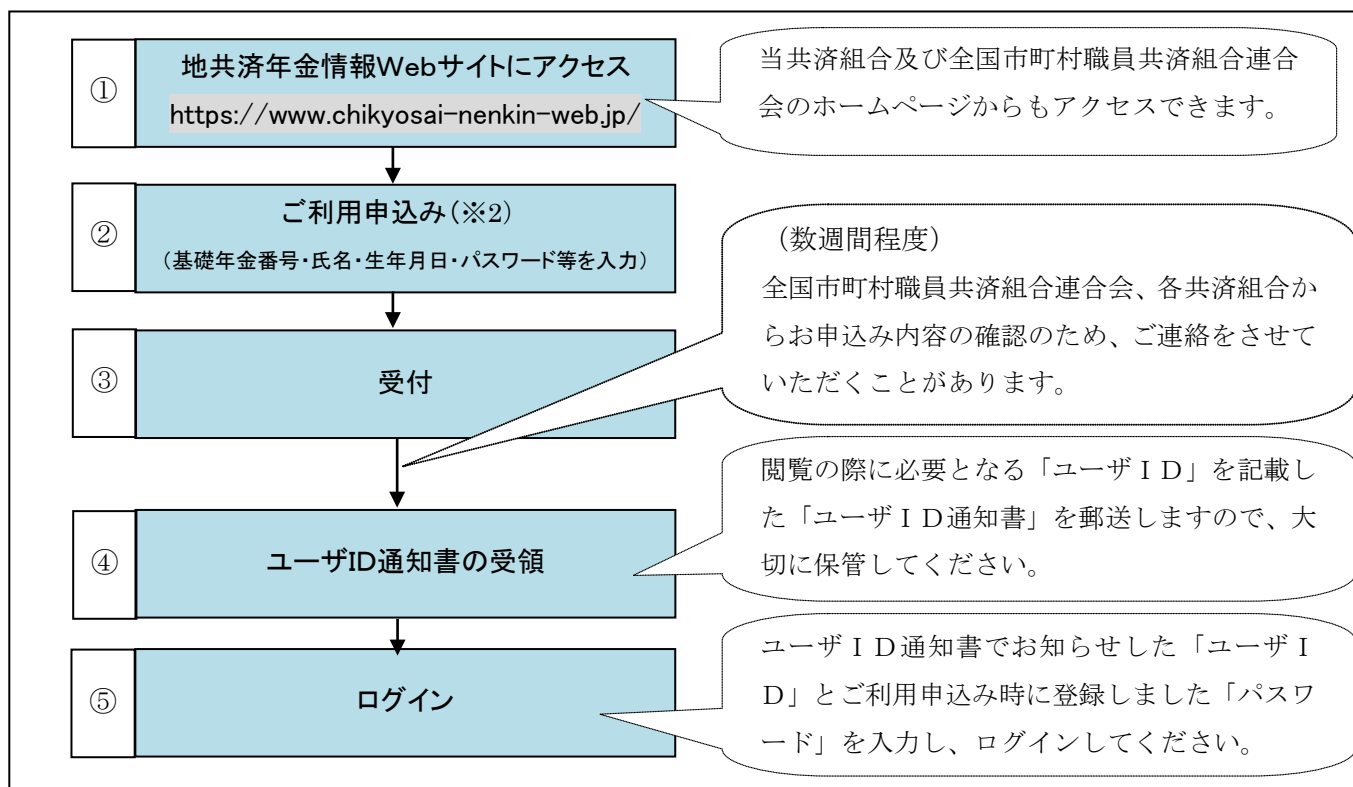 ①
地共済年金情報Webサイトにアクセス
https://www.chikyosai-nenkin-web.jp/
当共済組合及び全国市町村職員共済組合連合
会のホームページからもアクセスできます。
②
ご利用申込み(※2)
(基礎年金番号・氏名・生年月日・パスワード等を入力)
(数週間程度)
全国市町村職員共済組合連合会、各共済組合か
らお申込み内容の確認のため、ご連絡をさせて
いただくことがあります。
③
受付
④
ユーザID通知書の受領
閲覧の際に必要となる「ユーザID」を記載し
た「ユーザID通知書」を郵送しますので、大
切に保管してください。
⑤
ログイン
ユーザID通知書でお知らせした「ユーザI
D」とご利用申込み時に登録しました「パスワ
ード」を入力し、ログインしてください。